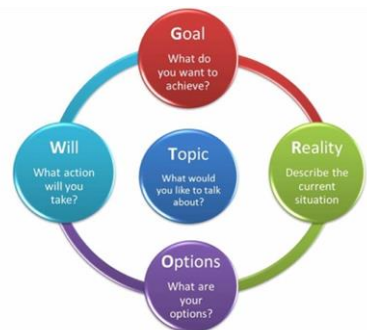 Goal
What do
you want to
achieve?
Will
What action
will you
take?
Topic
What would
you like to talk
about?
Reality
Describe the
current
situation
Options
What are
your
options?